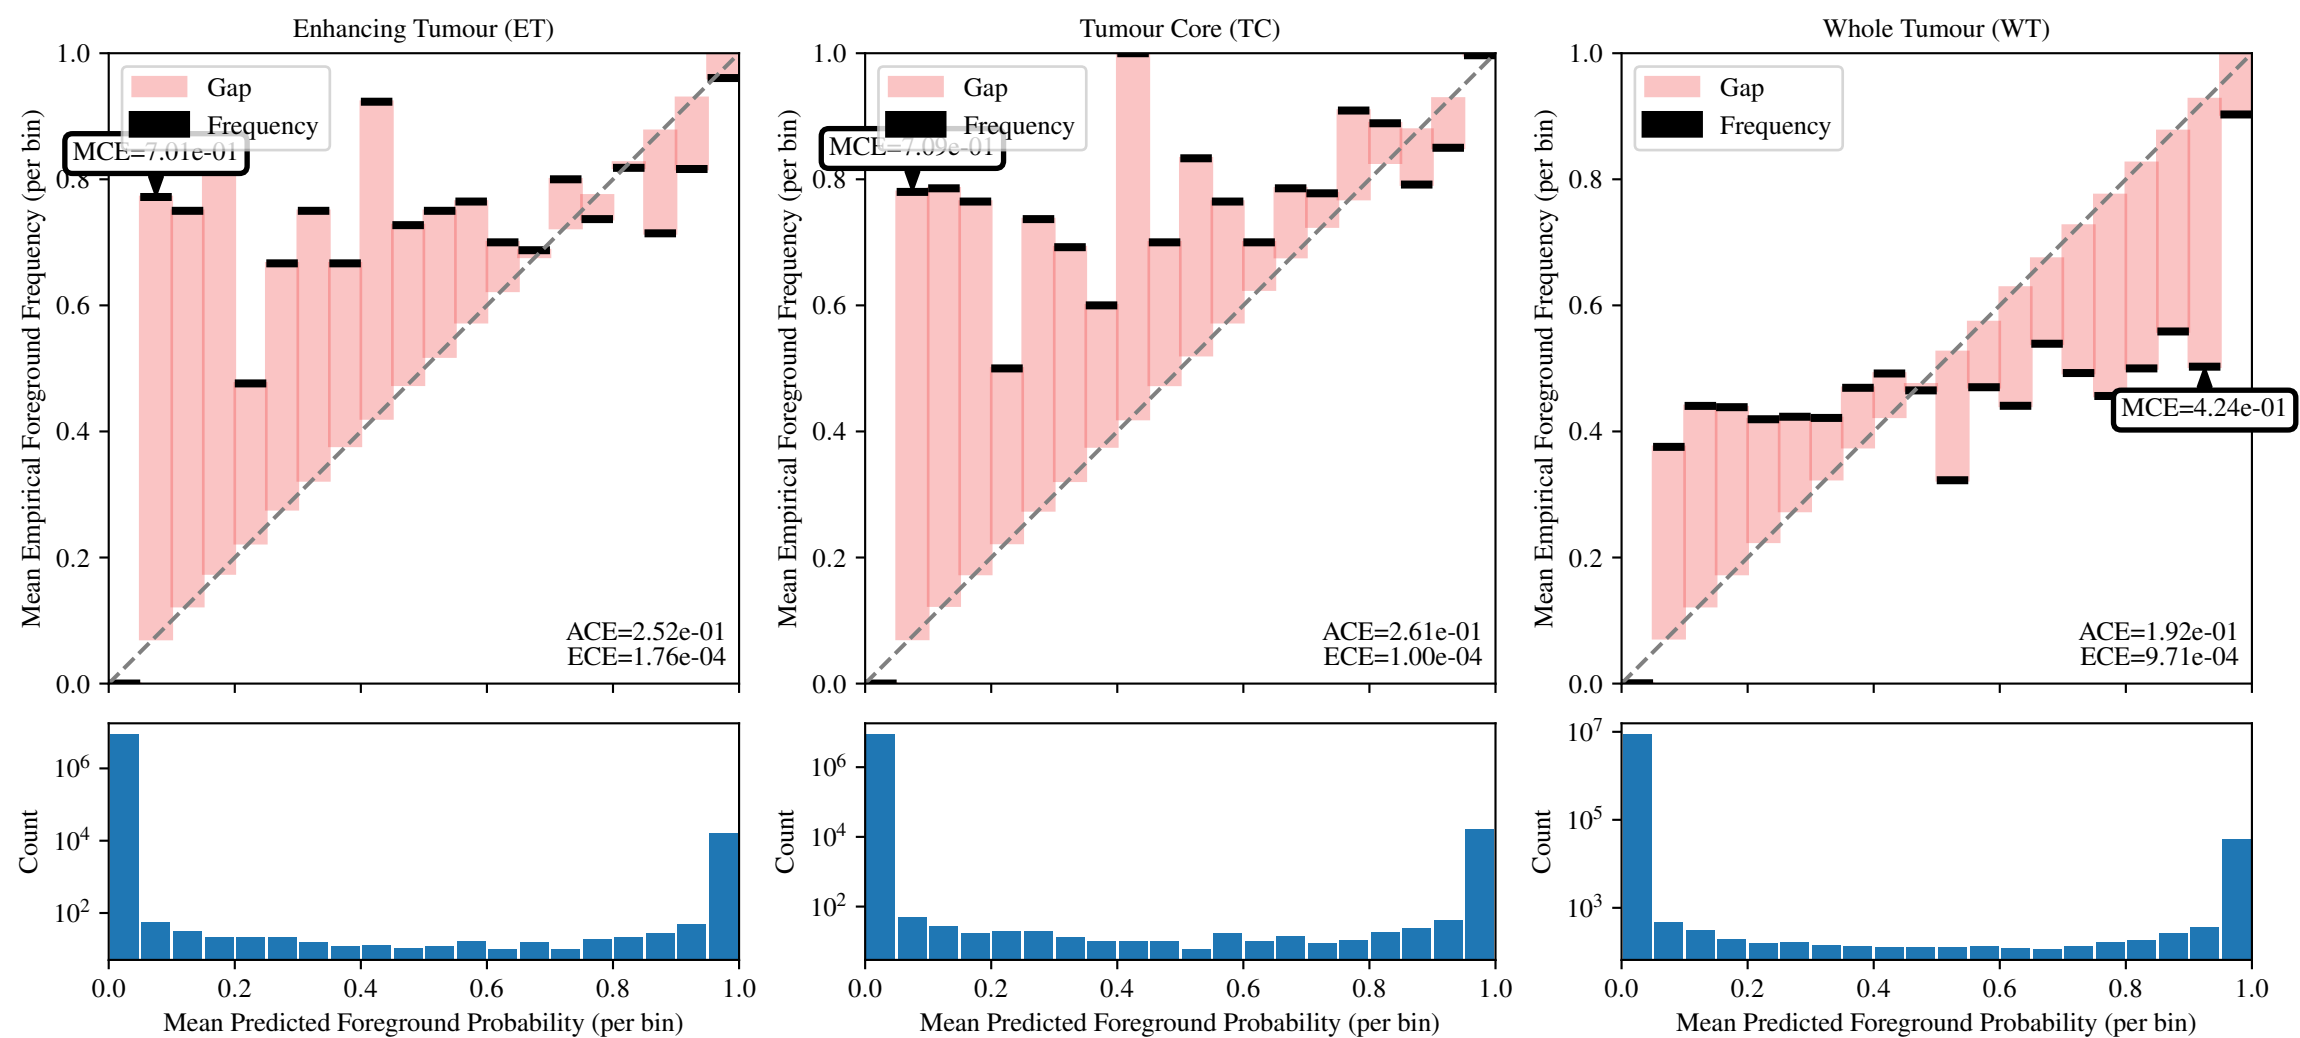 Enhancing Tumour (ET)
Mean Empirical Foreground Frequency (per bin)
1.0
0.8
0.6
0.4
0.2
0.0
Gap
Frequency
MCE=7.01e-01
ACE=2.52e-01
ECE=1.76e-04
Count
10^6
10^4
10^2
0.0 0.2 0.4 0.6 0.8 1.0
Mean Predicted Foreground Probability (per bin)
Tumour Core (TC)
Mean Empirical Foreground Frequency (per bin)
1.0
0.8
0.6
0.4
0.2
0.0
Gap
Frequency
MCE=7.09e-01
ACE=2.61e-01
ECE=1.00e-04
Count
10^6
10^4
10^2
0.0 0.2 0.4 0.6 0.8 1.0
Mean Predicted Foreground Probability (per bin)
Whole Tumour (WT)
Mean Empirical Foreground Frequency (per bin)
1.0
0.8
0.6
0.4
0.2
0.0
Gap
Frequency
MCE=4.24e-01
ACE=1.92e-01
ECE=9.71e-04
Count
10^7
10^5
10^3
0.0 0.2 0.4 0.6 0.8 1.0
Mean Predicted Foreground Probability (per bin)